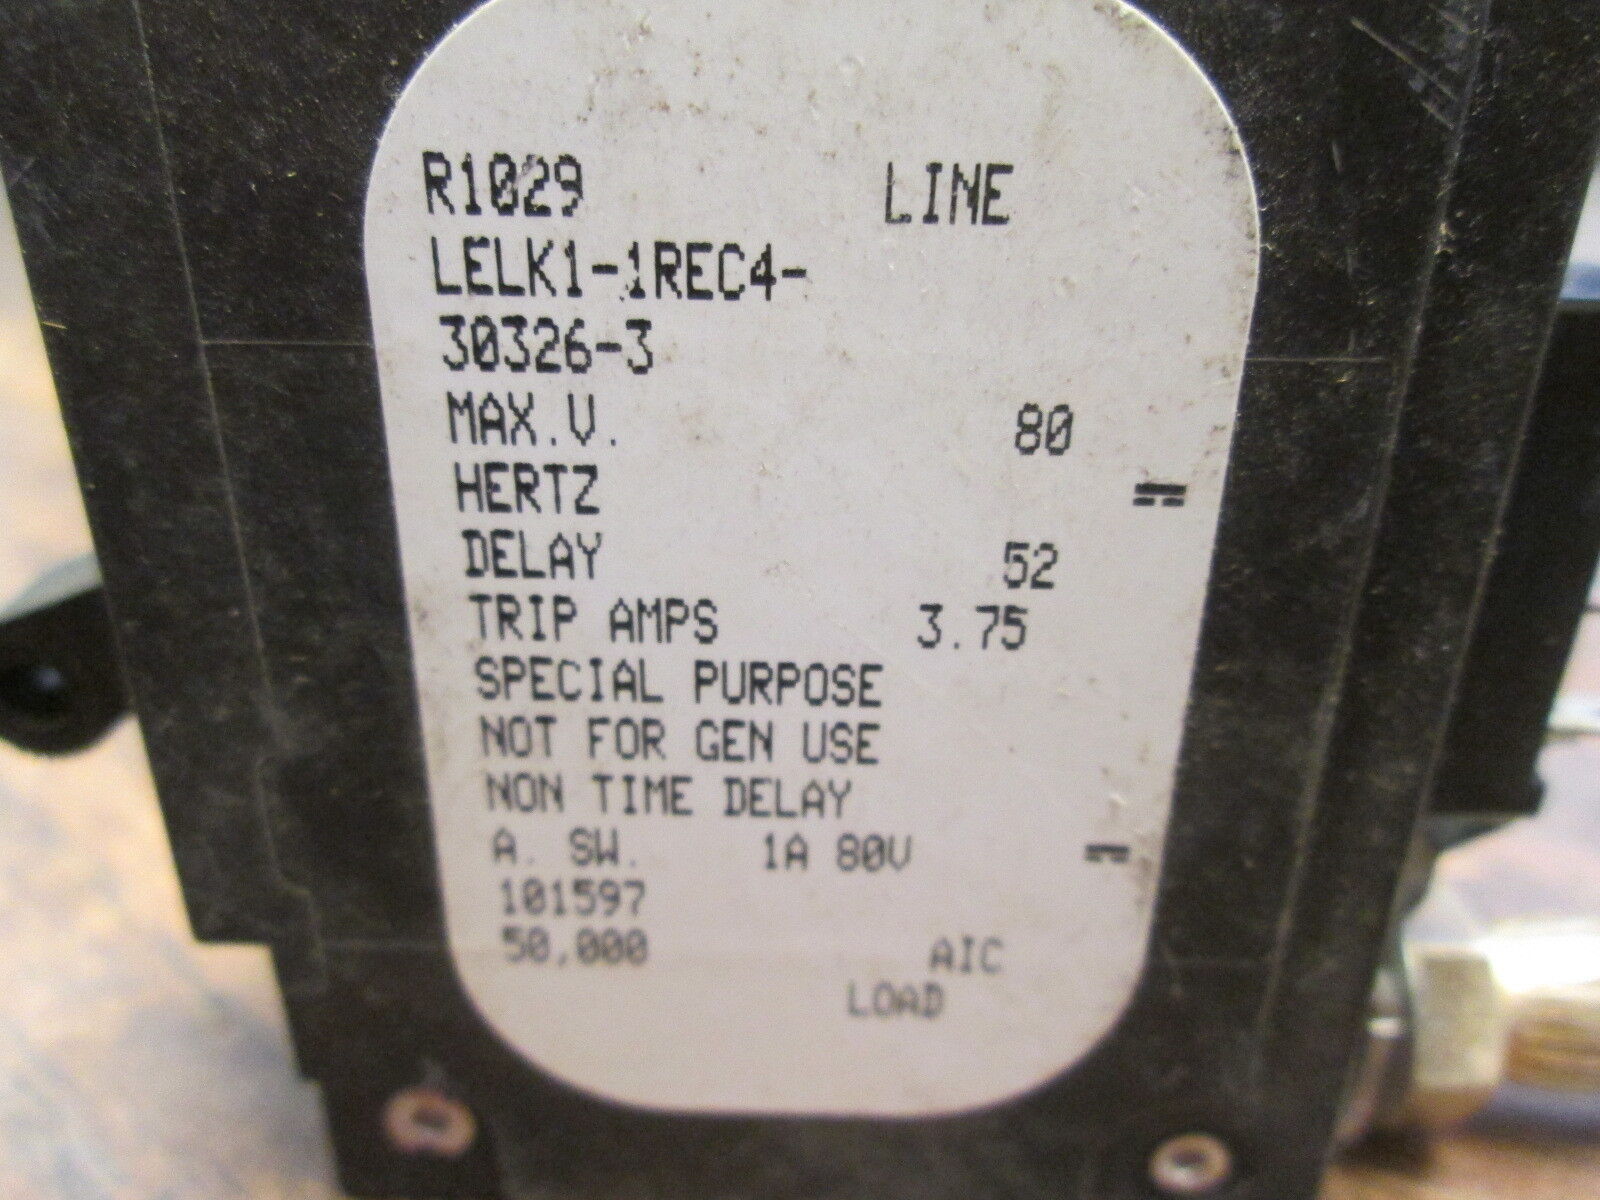 R1029 LINE
LELK1-1REC4-
30326-3
MAX.V. 80
HERTZ ⎓
DELAY 52
TRIP AMPS 3.75
SPECIAL PURPOSE
NOT FOR GEN USE
NON TIME DELAY
A. SW. 1A 80V ⎓
101597
50,000 AIC
LOAD